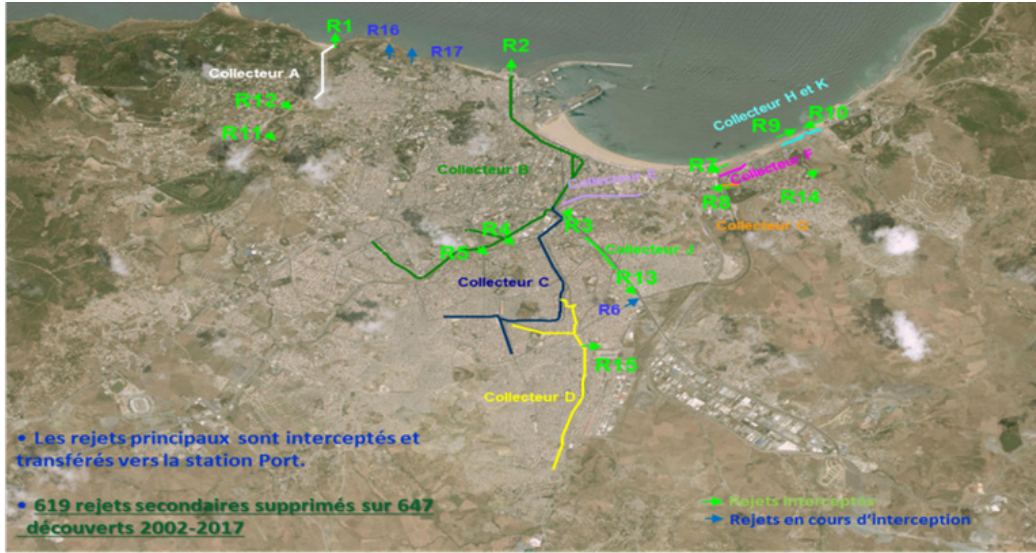 R1
R16
R17
R2
Collecteur A
R12
R11
Collecteur H et K
R9
R10
Collecteur B
R7
Collecteur F
R8
R14
Collecteur E
R3
R4
R5
Collecteur G
Collecteur J
R13
Collecteur C
R6
R15
Collecteur D
• Les rejets principaux sont interceptés et
transférés vers la station Port.
• 619 rejets secondaires supprimés sur 647
découverts 2002-2017
Rejets Interceptés
Rejets en cours d'interception